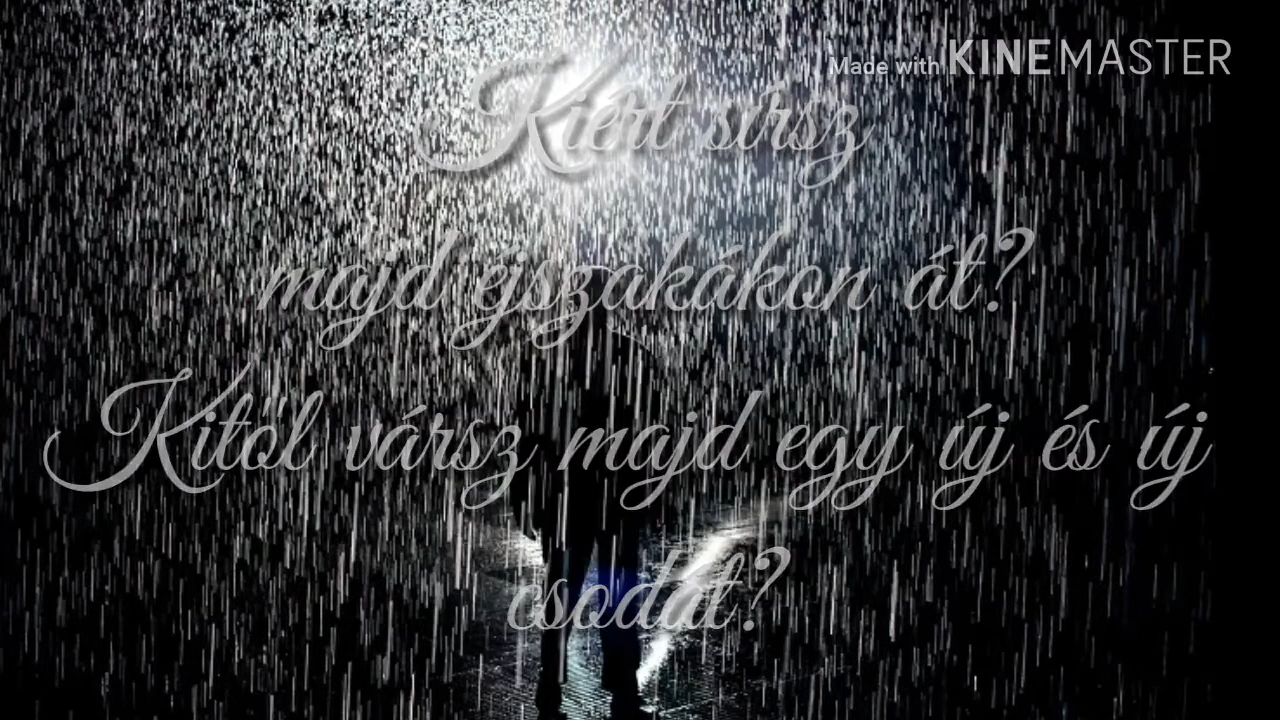 Made with KINEMASTER
Kiért sírsz
majd éjszakákon át?
Kitől vársz majd egy új és új
csodát?